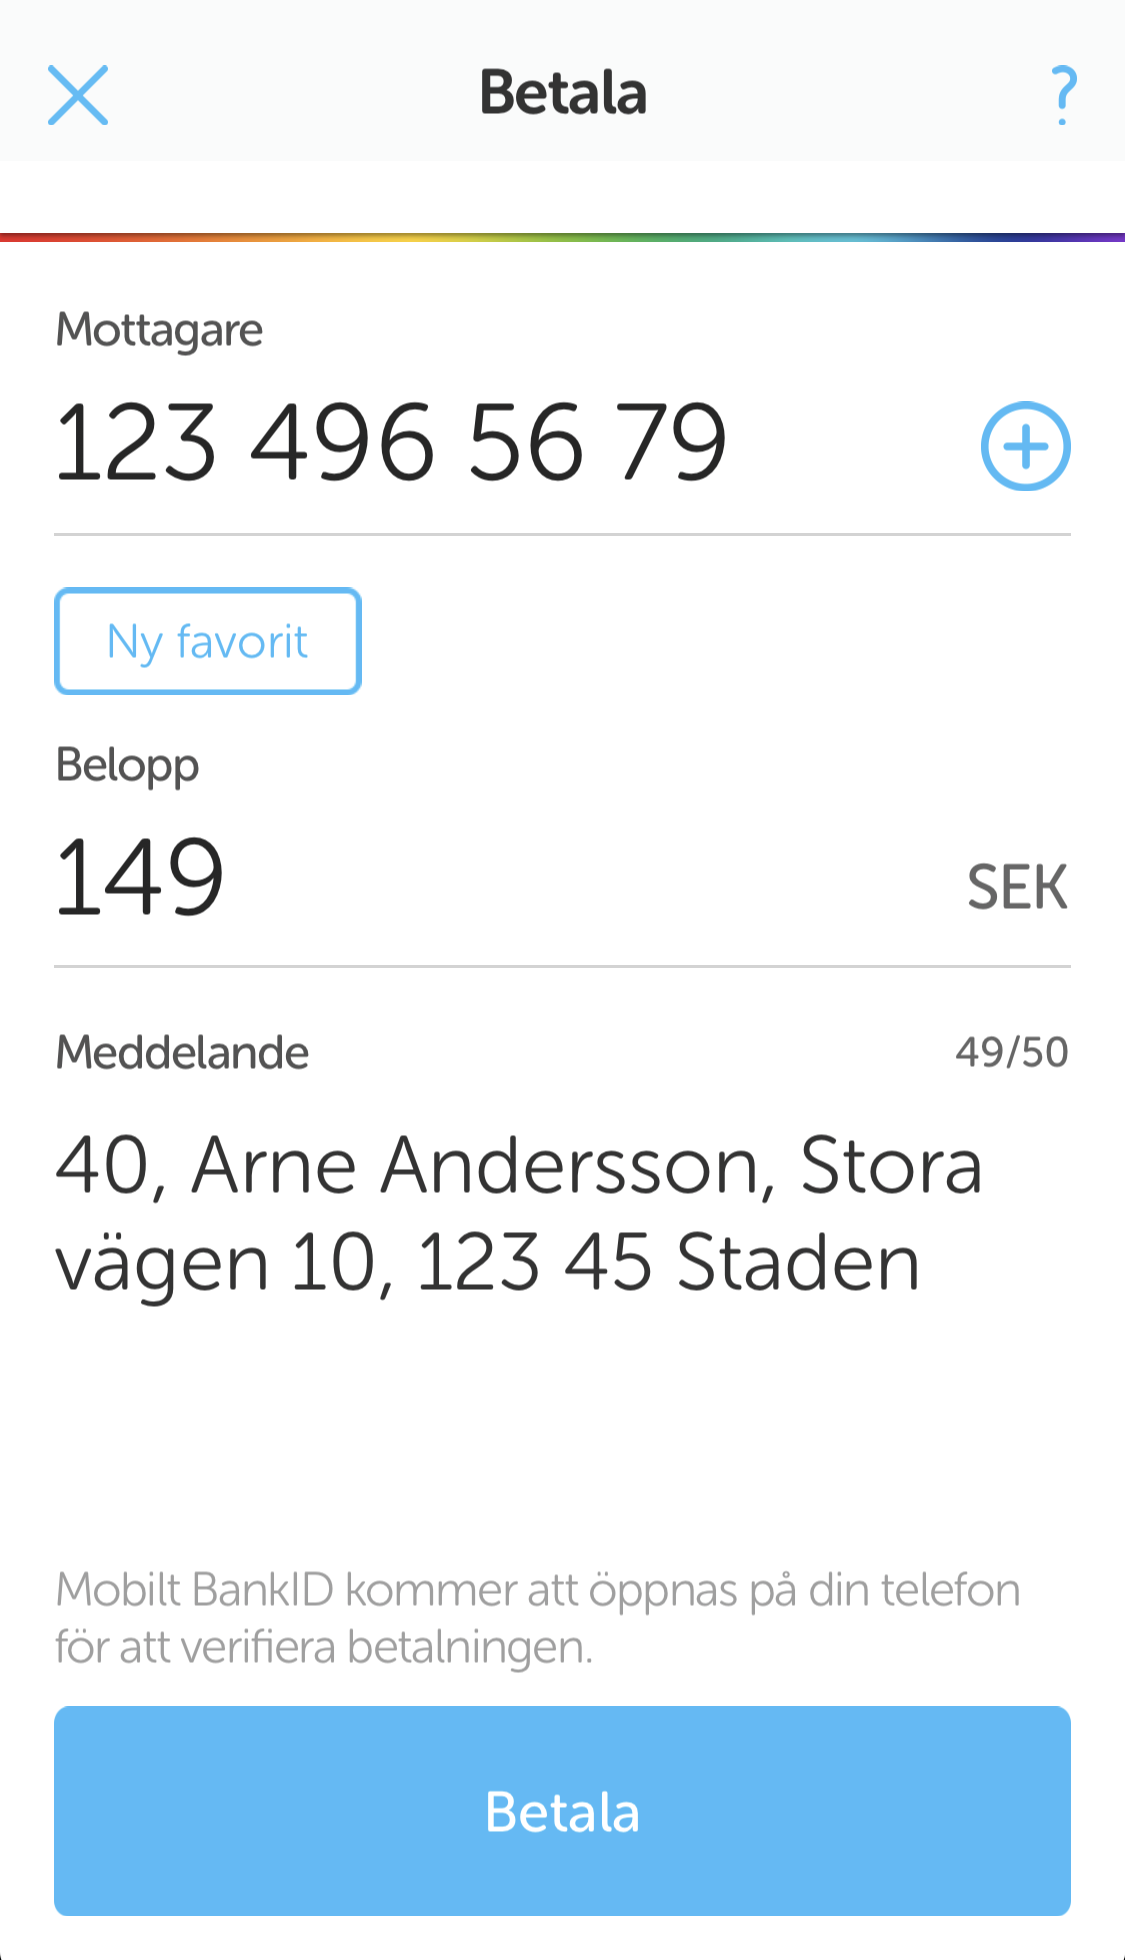 Betala
?
Mottagare
123 496 56 79
Ny favorit
Belopp
149
SEK
Meddelande
49/50
40, Arne Andersson, Stora
vägen 10, 123 45 Staden
Mobilt BankID kommer att öppnas på din telefon
för att verifiera betalningen.
Betala